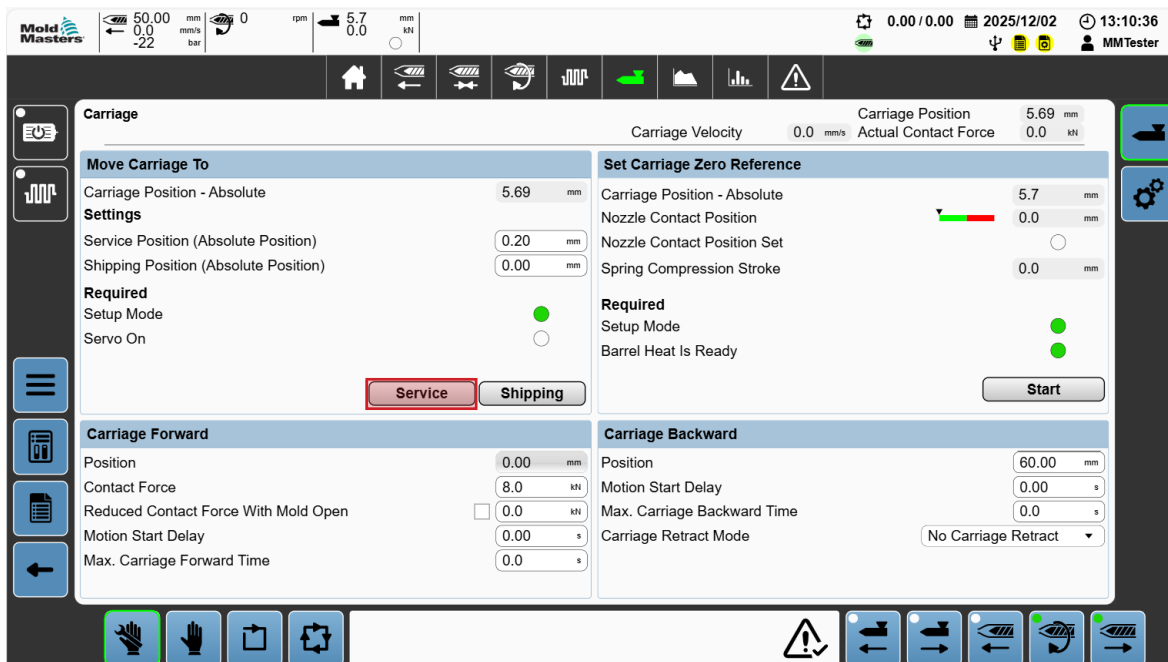 Mold Masters
50.00 mm
0.0 mm/s
-22 bar
0 rpm
5.7 mm
0.0 kN
0.00 / 0.00 2025/12/02 13:10:36
MMTester
Carriage
Carriage Position 5.69 mm
Carriage Velocity 0.0 mm/s Actual Contact Force 0.0 kN
Move Carriage To
Carriage Position - Absolute 5.69 mm
Settings
Service Position (Absolute Position) 0.20 mm
Shipping Position (Absolute Position) 0.00 mm
Required
Setup Mode
Servo On
Service Shipping
Set Carriage Zero Reference
Carriage Position - Absolute 5.7 mm
Nozzle Contact Position 0.0 mm
Nozzle Contact Position Set
Spring Compression Stroke 0.0 mm
Required
Setup Mode
Barrel Heat Is Ready
Start
Carriage Forward
Position 0.00 mm
Contact Force 8.0 kN
Reduced Contact Force With Mold Open 0.0 kN
Motion Start Delay 0.00 s
Max. Carriage Forward Time 0.0 s
Carriage Backward
Position 60.00 mm
Motion Start Delay 0.00 s
Max. Carriage Backward Time 0.0 s
Carriage Retract Mode No Carriage Retract